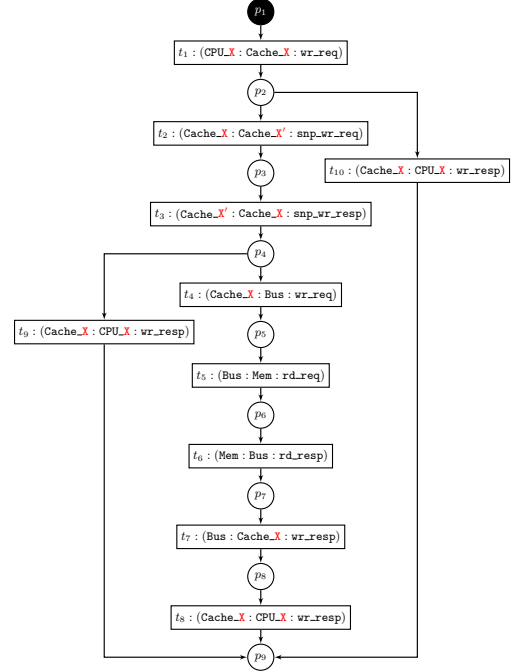 p₁
t₁ : (CPU_X : Cache_X : wr_req)
p₂
t₂ : (Cache_X : Cache_X′ : snp_wr_req)
t₁₀ : (Cache_X : CPU_X : wr_resp)
p₃
t₃ : (Cache_X′ : Cache_X : snp_wr_resp)
p₄
t₄ : (Cache_X : Bus : wr_req)
t₉ : (Cache_X : CPU_X : wr_resp)
p₅
t₅ : (Bus : Mem : rd_req)
p₆
t₆ : (Mem : Bus : rd_resp)
p₇
t₇ : (Bus : Cache_X : wr_resp)
p₈
t₈ : (Cache_X : CPU_X : wr_resp)
p₉